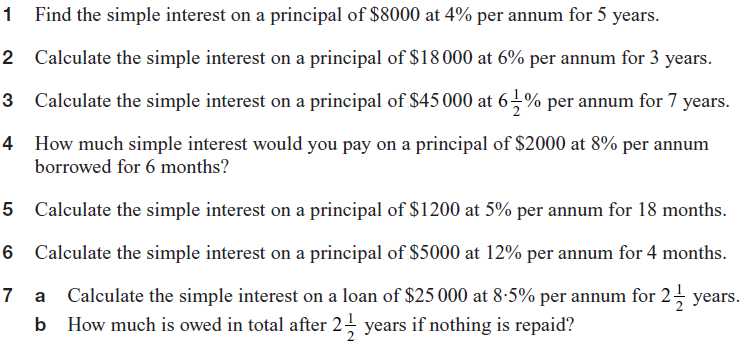 1 Find the simple interest on a principal of $8000 at 4% per annum for 5 years.
2 Calculate the simple interest on a principal of $18 000 at 6% per annum for 3 years.
3 Calculate the simple interest on a principal of $45 000 at 6 1/2% per annum for 7 years.
4 How much simple interest would you pay on a principal of $2000 at 8% per annum
borrowed for 6 months?
5 Calculate the simple interest on a principal of $1200 at 5% per annum for 18 months.
6 Calculate the simple interest on a principal of $5000 at 12% per annum for 4 months.
7 a Calculate the simple interest on a loan of $25 000 at 8·5% per annum for 2 1/2 years.
b How much is owed in total after 2 1/2 years if nothing is repaid?